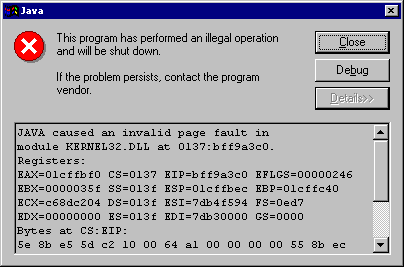 Java
This program has performed an illegal operation
and will be shut down.
If the problem persists, contact the program
vendor.
Close
Debug
Details>>
JAVA caused an invalid page fault in
module KERNEL32.DLL at 0137:bff9a3c0.
Registers:
EAX=01cffbf0 CS=0137 EIP=bff9a3c0 EFLGS=00000246
EBX=0000035f SS=013f ESP=01cffbec EBP=01cffc40
ECX=c68dc204 DS=013f ESI=7db4f594 FS=0ed7
EDX=00000000 ES=013f EDI=7db30000 GS=0000
Bytes at CS:EIP:
5e 8b e5 5d c2 10 00 64 a1 00 00 00 00 55 8b ec